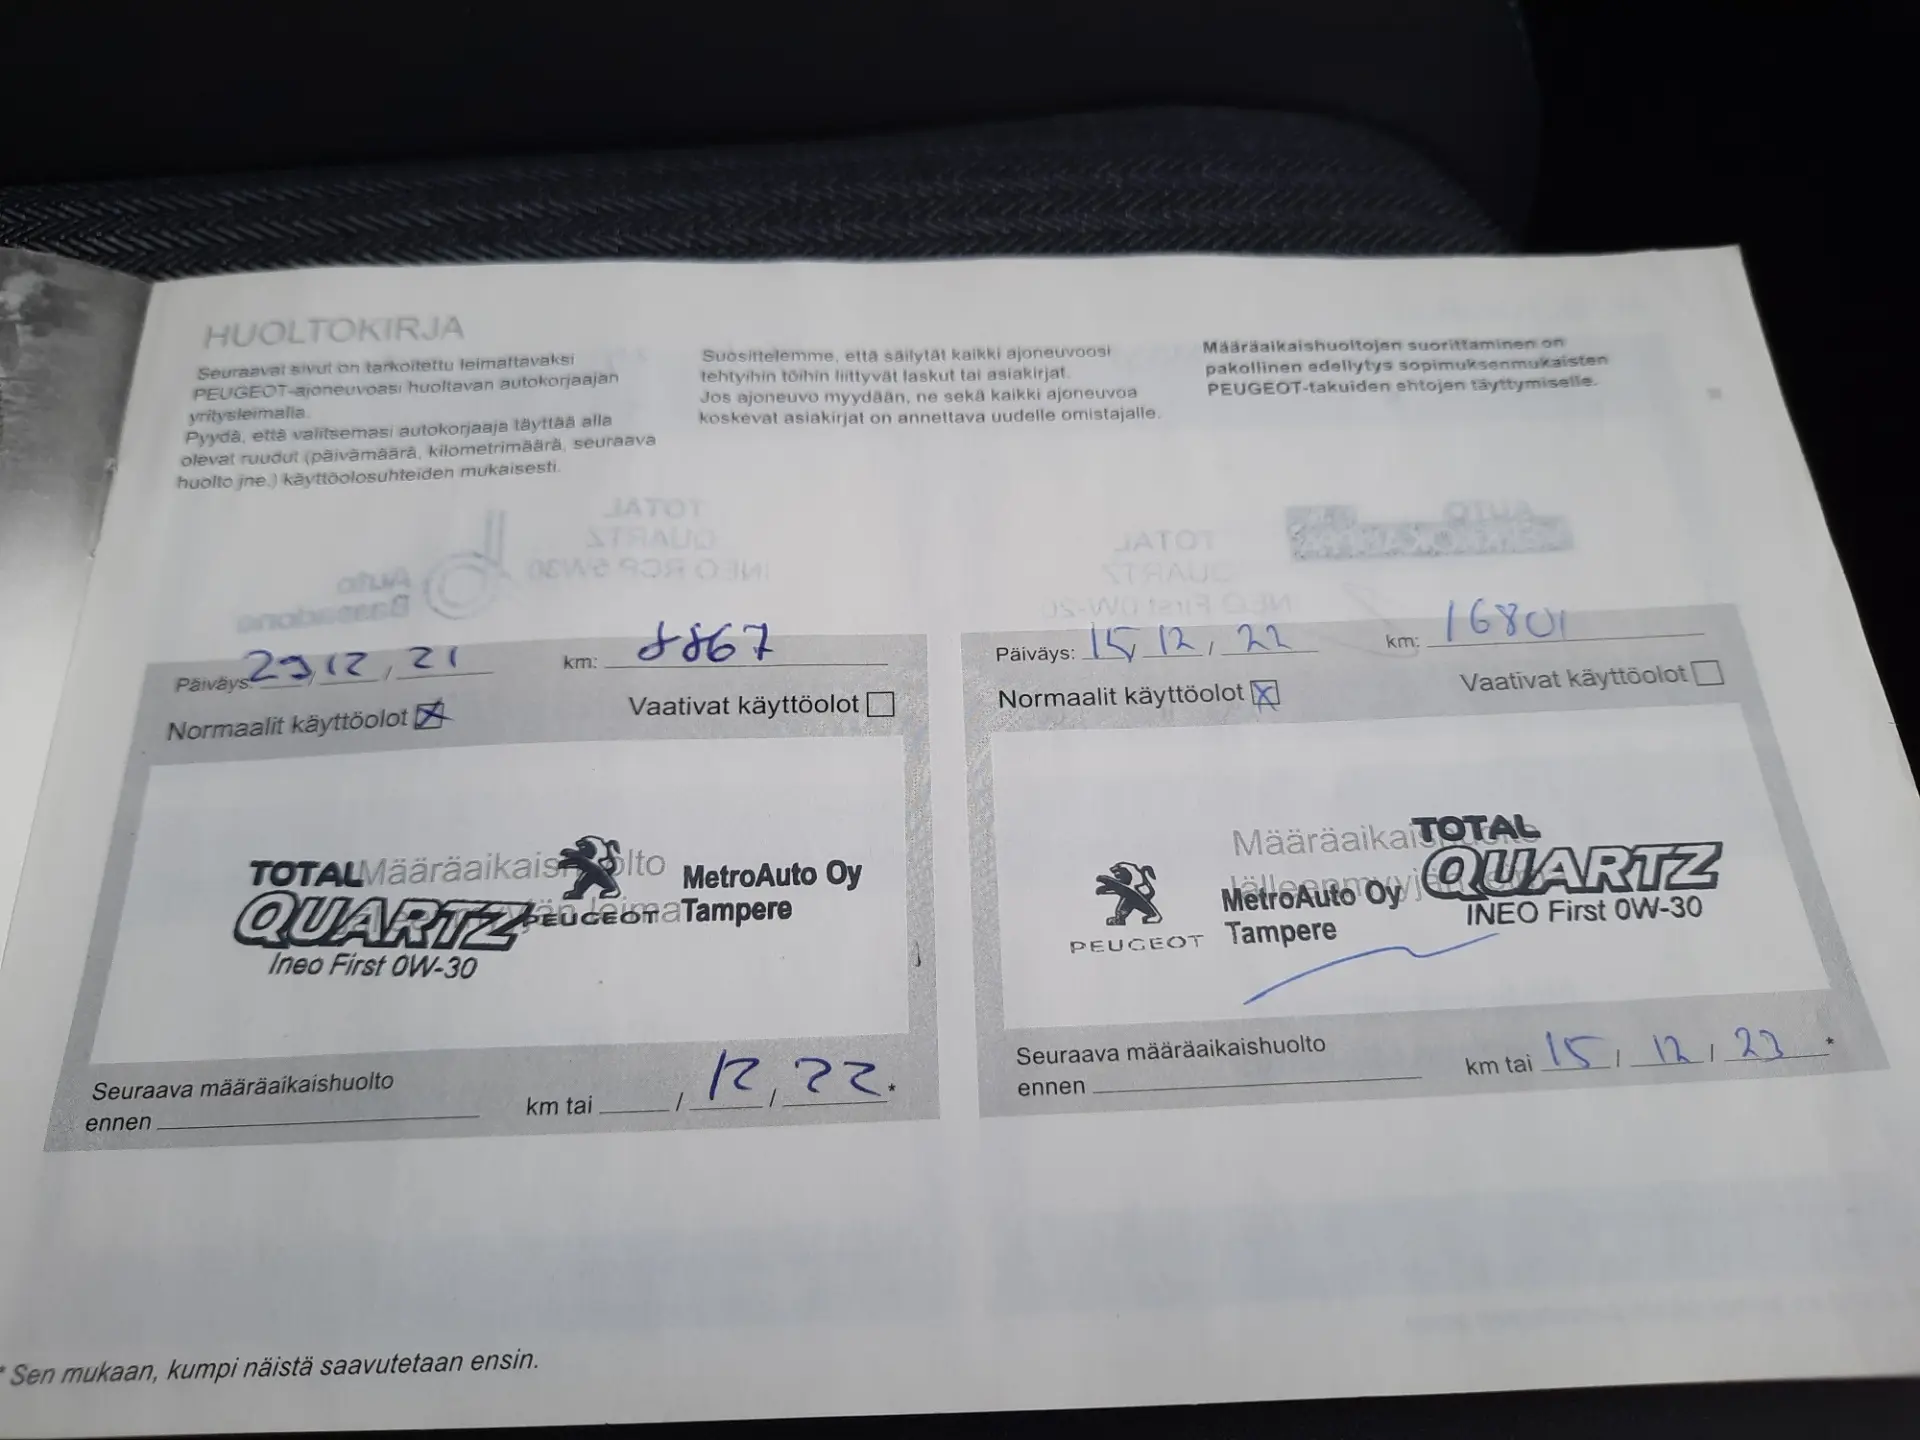 HUOLTOKIRJA
Seuraavat sivut on tarkoitettu leimattavaksi
PEUGEOT-ajoneuvoasi huoltavan autokorjaajan
yritysleimalla.
Pyydä, että valitsemasi autokorjaaja täyttää alla
olevat ruudut (päivämäärä, kilometrimäärä, seuraava
huolto jne.) käyttöolosuhteiden mukaisesti.
Suosittelemme, että säilytät kaikki ajoneuvoosi
tehtyihin töihin liittyvät laskut tai asiakirjat.
Jos ajoneuvo myydään, ne sekä kaikki ajoneuvoa
koskevat asiakirjat on annettava uudelle omistajalle.
Määräaikaishuoltojen suorittaminen on
pakollinen edellytys sopimuksenmukaisten
PEUGEOT-takuiden ehtojen täyttymiselle.
Päiväys: 29/12/21 km: 8867
Normaalit käyttöolot Vaativat käyttöolot
TOTAL Määräaikaishuolto
QUARTZ
Ineo First 0W-30
PEUGEOT
MetroAuto Oy
Tampere
Seuraava määräaikaishuolto
ennen km tai / 12 / 22 *
Päiväys: 15/12/22 km: 16801
Normaalit käyttöolot Vaativat käyttöolot
Määräaikaishuolto
PEUGEOT
MetroAuto Oy
Tampere
TOTAL
QUARTZ
INEO First 0W-30
Seuraava määräaikaishuolto
ennen km tai 15 / 12 / 23 *
* Sen mukaan, kumpi näistä saavutetaan ensin.